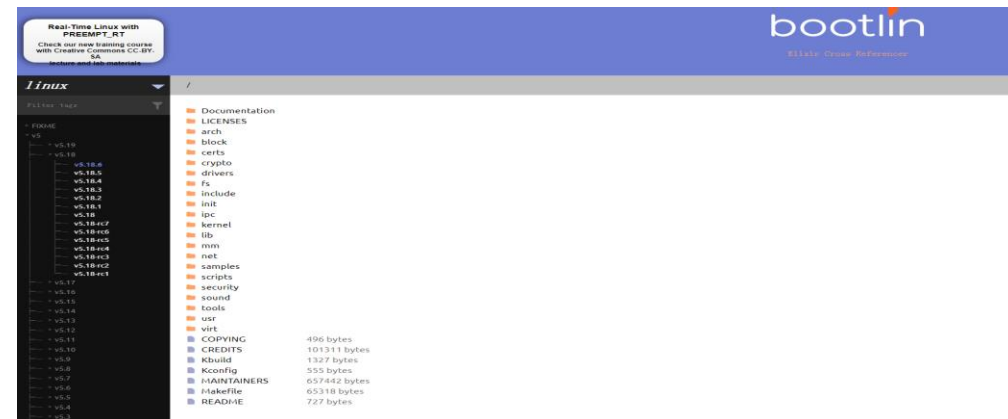 Real-Time Linux with
PREEMPT_RT
Check our new training course
with Creative Commons CC-BY-
SA
lecture and lab materials
bootlin
Elixir Cross Referencer
linux
/
Filter tags
FIXME
v5
v5.19
v5.18
v5.18.6
v5.18.5
v5.18.4
v5.18.3
v5.18.2
v5.18.1
v5.18
v5.18-rc7
v5.18-rc6
v5.18-rc5
v5.18-rc4
v5.18-rc3
v5.18-rc2
v5.18-rc1
v5.17
v5.16
v5.15
v5.14
v5.13
v5.12
v5.11
v5.10
v5.9
v5.8
v5.7
v5.6
v5.5
v5.4
v5.3
Documentation
LICENSES
arch
block
certs
crypto
drivers
fs
include
init
ipc
kernel
lib
mm
net
samples
scripts
security
sound
tools
usr
virt
COPYING 496 bytes
CREDITS 101311 bytes
Kbuild 1327 bytes
Kconfig 555 bytes
MAINTAINERS 657442 bytes
Makefile 65318 bytes
README 727 bytes